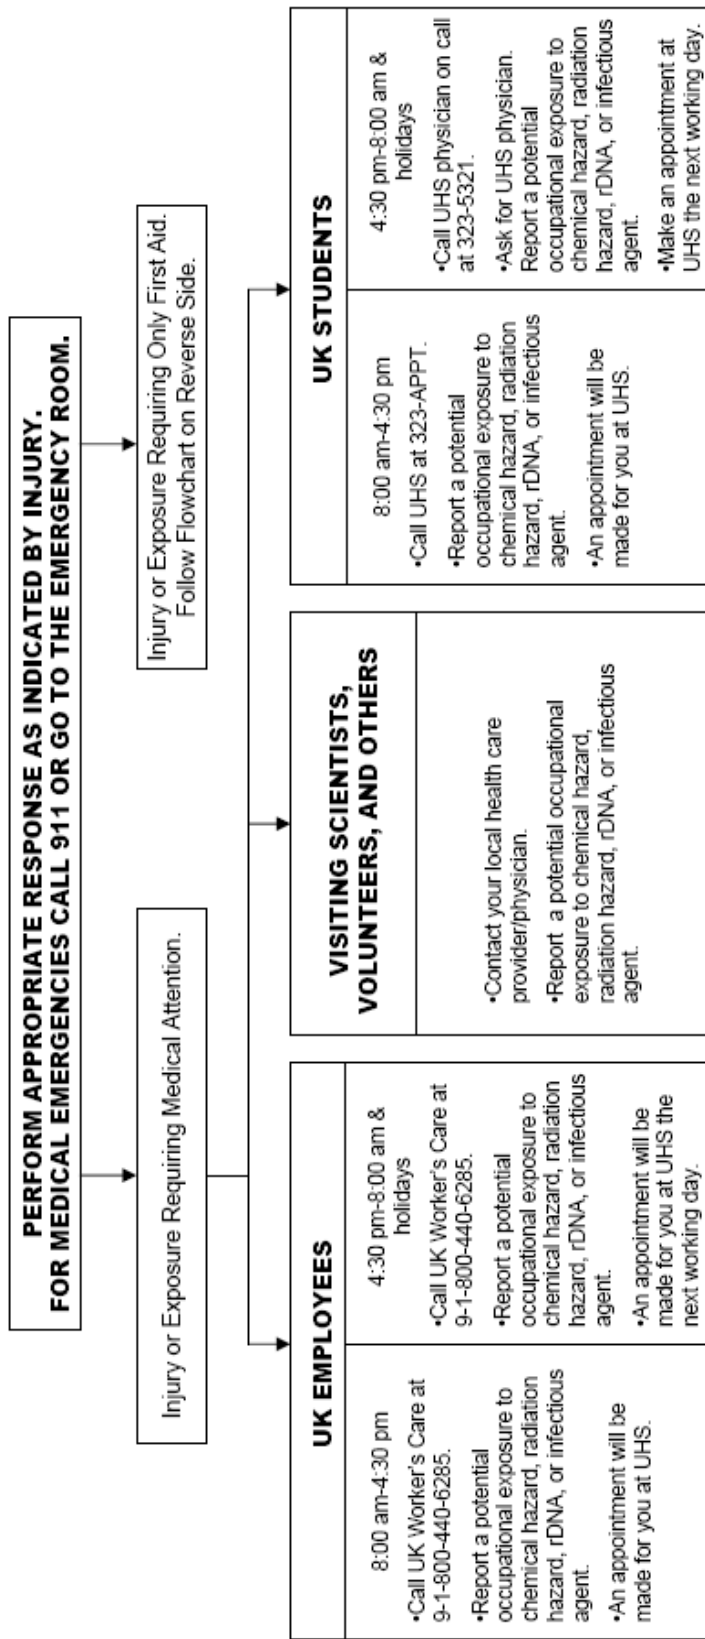 PERFORM APPROPRIATE RESPONSE AS INDICATED BY INJURY.
FOR MEDICAL EMERGENCIES CALL 911 OR GO TO THE EMERGENCY ROOM.
Injury or Exposure Requiring Medical Attention.
Injury or Exposure Requiring Only First Aid.
Follow Flowchart on Reverse Side.
UK EMPLOYEES
8:00 am-4:30 pm
•Call UK Worker's Care at
9-1-800-440-6285.
•Report a potential
occupational exposure to
chemical hazard, radiation
hazard, rDNA, or infectious
agent.
•An appointment will be
made for you at UHS.
4:30 pm-8:00 am &
holidays
•Call UK Worker's Care at
9-1-800-440-6285.
•Report a potential
occupational exposure to
chemical hazard, radiation
hazard, rDNA, or infectious
agent.
•An appointment will be
made for you at UHS the
next working day.
VISITING SCIENTISTS,
VOLUNTEERS, AND OTHERS
•Contact your local health care
provider/physician.
•Report a potential occupational
exposure to chemical hazard,
radiation hazard, rDNA, or infectious
agent.
UK STUDENTS
8:00 am-4:30 pm
•Call UHS at 323-APPT.
•Report a potential
occupational exposure to
chemical hazard, radiation
hazard, rDNA, or infectious
agent.
•An appointment will be
made for you at UHS.
4:30 pm-8:00 am &
holidays
•Call UHS physician on call
at 323-5321.
•Ask for UHS physician.
Report a potential
occupational exposure to
chemical hazard, radiation
hazard, rDNA, or infectious
agent.
•Make an appointment at
UHS the next working day.